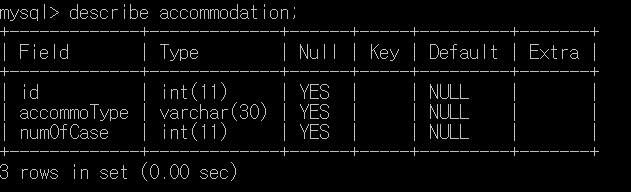 mysql> describe accommodation;
+--------------+-------------+------+-----+---------+-------+
| Field        | Type        | Null | Key | Default | Extra |
+--------------+-------------+------+-----+---------+-------+
| id           | int(11)     | YES  |     | NULL    |       |
| accommoType  | varchar(30) | YES  |     | NULL    |       |
| numOfCase    | int(11)     | YES  |     | NULL    |       |
+--------------+-------------+------+-----+---------+-------+
3 rows in set (0.00 sec)